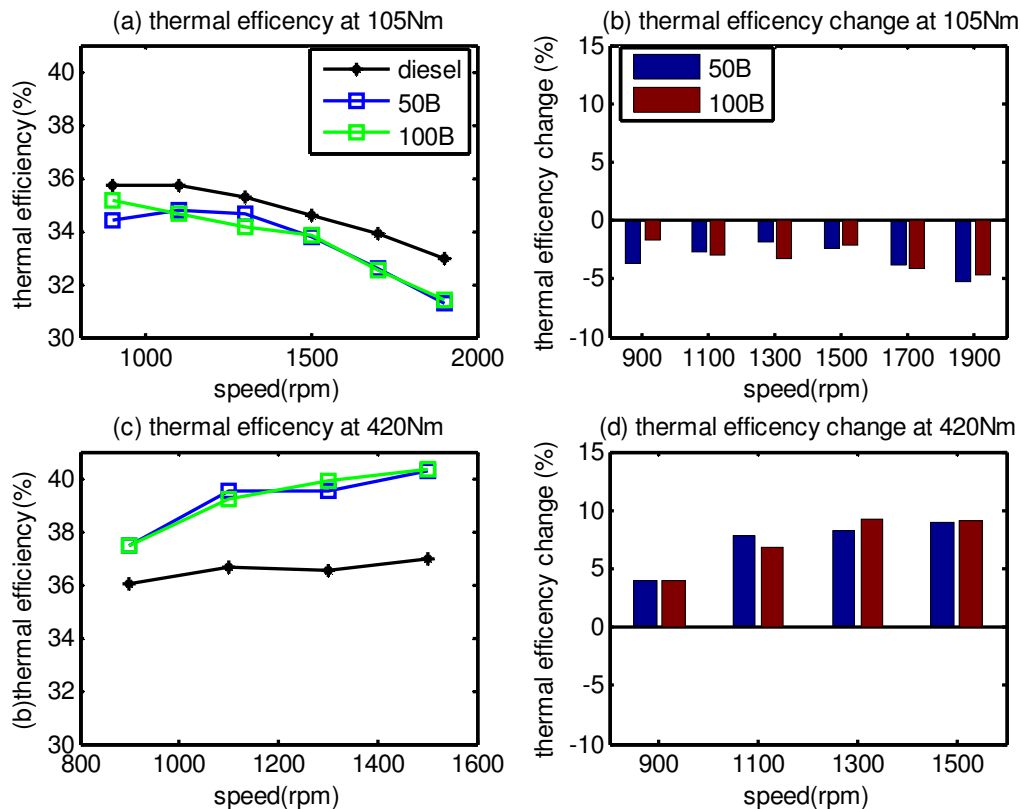 (a) thermal efficency at 105Nm
thermal efficiency(%)
40
38
36
34
32
30
diesel
50B
100B
1000
1500
2000
speed(rpm)
(b) thermal efficency change at 105Nm
thermal efficency change (%)
15
10
5
0
-5
-10
50B
100B
900
1100
1300
1500
1700
1900
speed(rpm)
(c) thermal efficency at 420Nm
(b)thermal efficiency(%)
40
38
36
34
32
30
800
1000
1200
1400
1600
speed(rpm)
(d) thermal efficency change at 420Nm
thermal efficency change (%)
15
10
5
0
-5
-10
900
1100
1300
1500
speed(rpm)